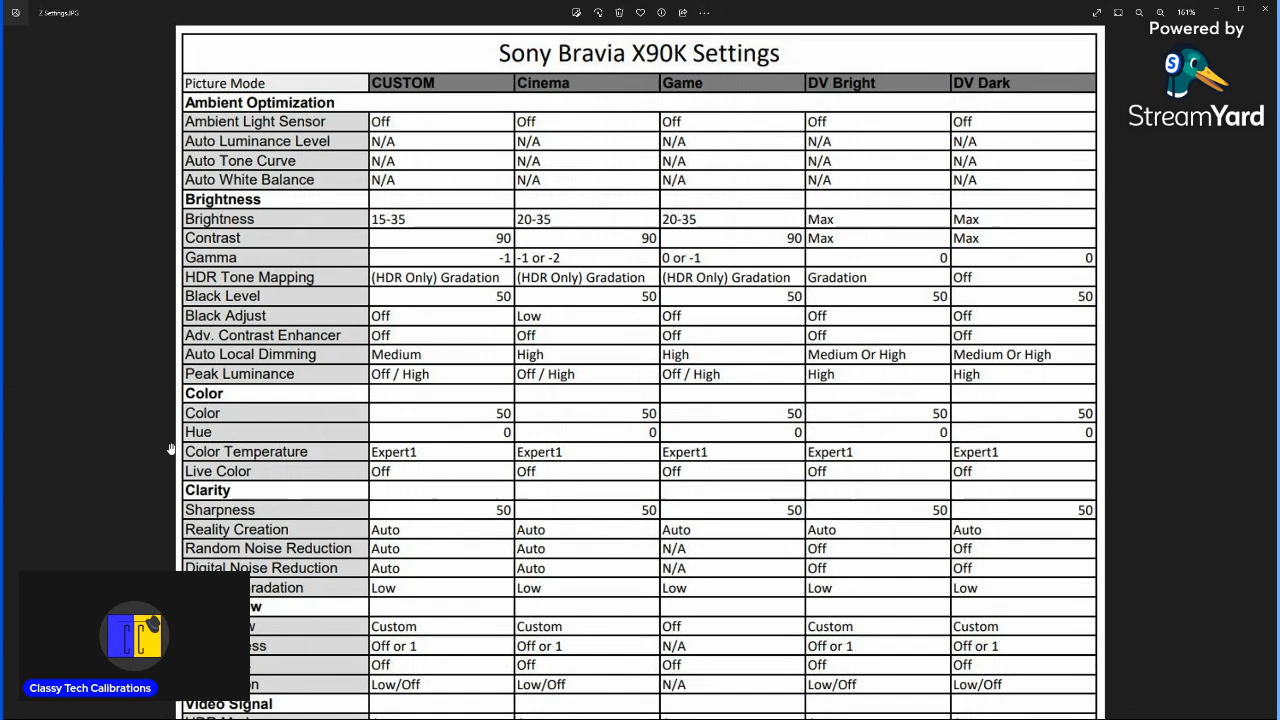 Z Settings.JPG
161%
Powered by
S
StreamYard
Sony Bravia X90K Settings
Picture Mode CUSTOM Cinema Game DV Bright DV Dark
Ambient Optimization
Ambient Light Sensor Off Off Off Off Off
Auto Luminance Level N/A N/A N/A N/A N/A
Auto Tone Curve N/A N/A N/A N/A N/A
Auto White Balance N/A N/A N/A N/A N/A
Brightness
Brightness 15-35 20-35 20-35 Max Max
Contrast 90 90 90 Max Max
Gamma -1 -1 or -2 0 or -1 0 0
HDR Tone Mapping (HDR Only) Gradation (HDR Only) Gradation (HDR Only) Gradation Gradation Off
Black Level 50 50 50 50 50
Black Adjust Off Low Off Off Off
Adv. Contrast Enhancer Off Off Off Off Off
Auto Local Dimming Medium High High Medium Or High Medium Or High
Peak Luminance Off / High Off / High Off / High High High
Color
Color 50 50 50 50 50
Hue 0 0 0 0 0
Color Temperature Expert1 Expert1 Expert1 Expert1 Expert1
Live Color Off Off Off Off Off
Clarity
Sharpness 50 50 50 50 50
Reality Creation Auto Auto Auto Auto Auto
Random Noise Reduction Auto Auto N/A Off Off
Digital Noise Reduction Auto Auto N/A Off Off
radation Low Low Low Low Low
w
w Custom Custom Off Custom Custom
ess Off or 1 Off or 1 N/A Off or 1 Off or 1
Off Off Off Off Off
on Low/Off Low/Off N/A Low/Off Low/Off
Video Signal
CC
Classy Tech Calibrations